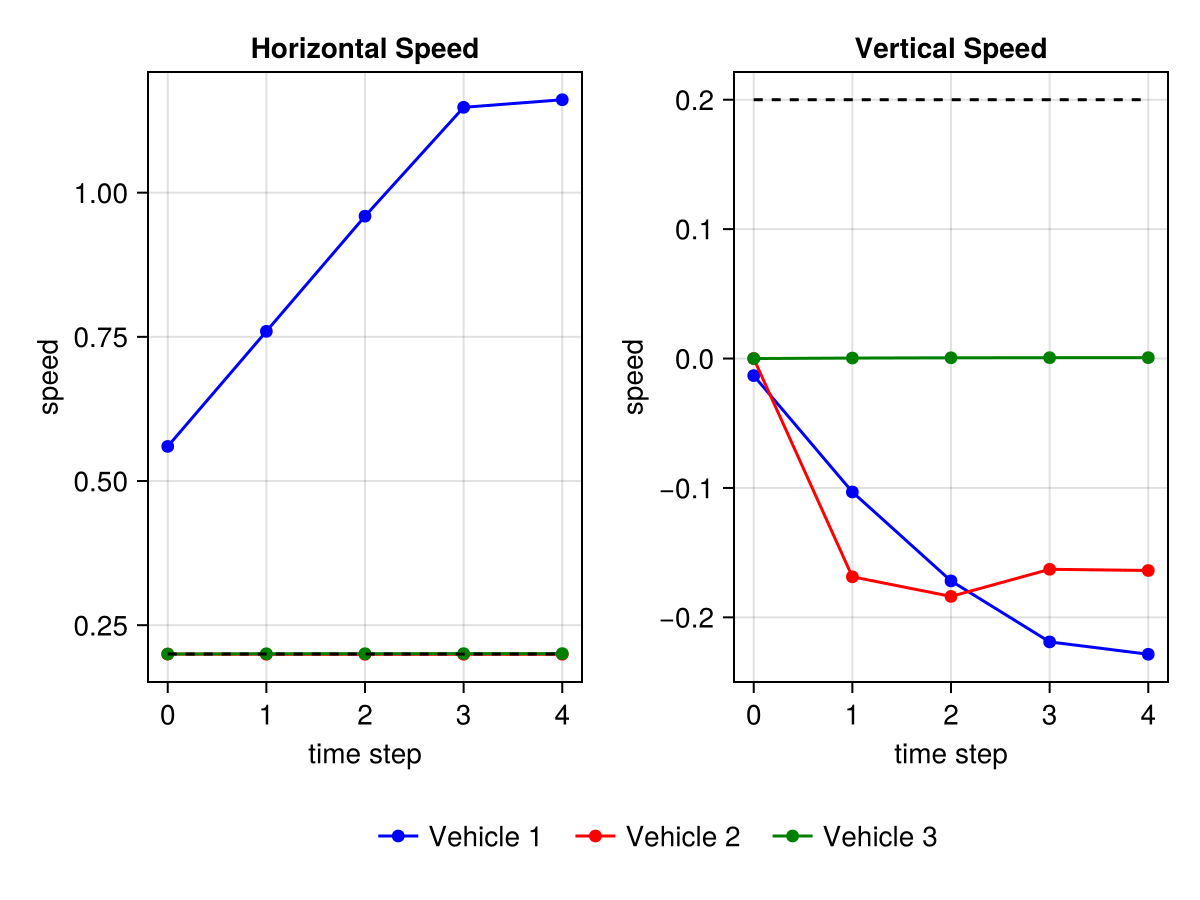 Horizontal Speed
speed
1.00
0.75
0.50
0.25
0 1 2 3 4
time step
Vertical Speed
speed
0.2
0.1
0.0
−0.1
−0.2
0 1 2 3 4
time step
Vehicle 1 Vehicle 2 Vehicle 3